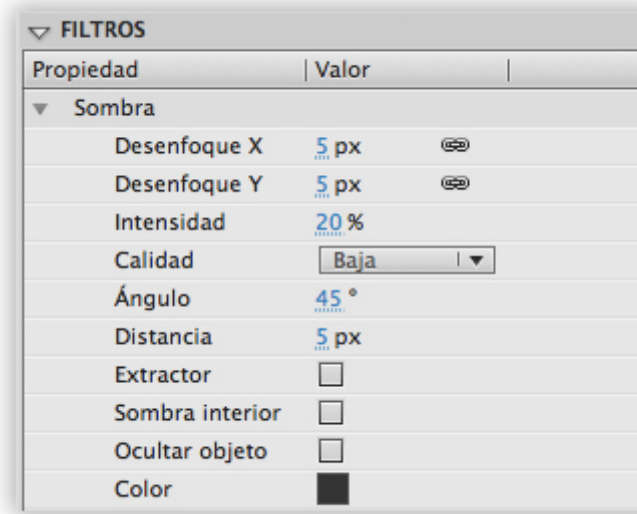 FILTROS
Propiedad Valor
Sombra
Desenfoque X 5 px
Desenfoque Y 5 px
Intensidad 20 %
Calidad Baja
Ángulo 45 °
Distancia 5 px
Extractor
Sombra interior
Ocultar objeto
Color